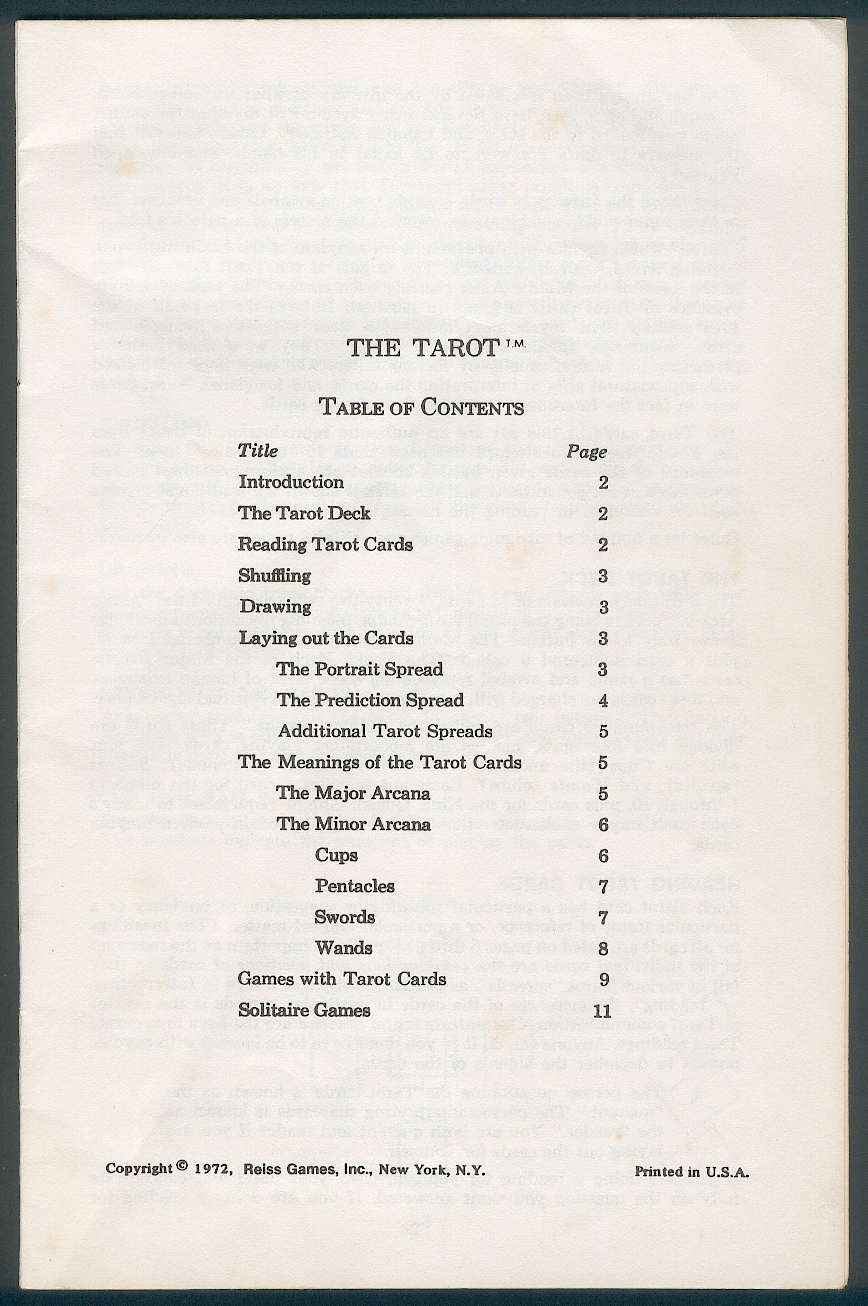 THE TAROT T.M.
TABLE OF CONTENTS
Title Page
Introduction 2
The Tarot Deck 2
Reading Tarot Cards 2
Shuffling 3
Drawing 3
Laying out the Cards 3
The Portrait Spread 3
The Prediction Spread 4
Additional Tarot Spreads 5
The Meanings of the Tarot Cards 5
The Major Arcana 5
The Minor Arcana 6
Cups 6
Pentacles 7
Swords 7
Wands 8
Games with Tarot Cards 9
Solitaire Games 11
Copyright © 1972, Reiss Games, Inc., New York, N.Y. Printed in U.S.A.